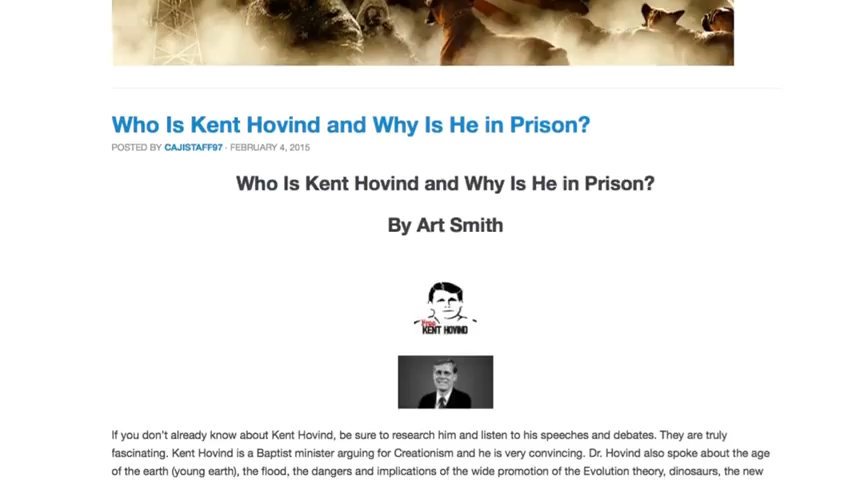 Who Is Kent Hovind and Why Is He in Prison?
POSTED BY CAJISTAFF97 · FEBRUARY 4, 2015
Who Is Kent Hovind and Why Is He in Prison?
By Art Smith
Free
KENT HOVIND
If you don't already know about Kent Hovind, be sure to research him and listen to his speeches and debates. They are truly
fascinating. Kent Hovind is a Baptist minister arguing for Creationism and he is very convincing. Dr. Hovind also spoke about the age
of the earth (young earth), the flood, the dangers and implications of the wide promotion of the Evolution theory, dinosaurs, the new